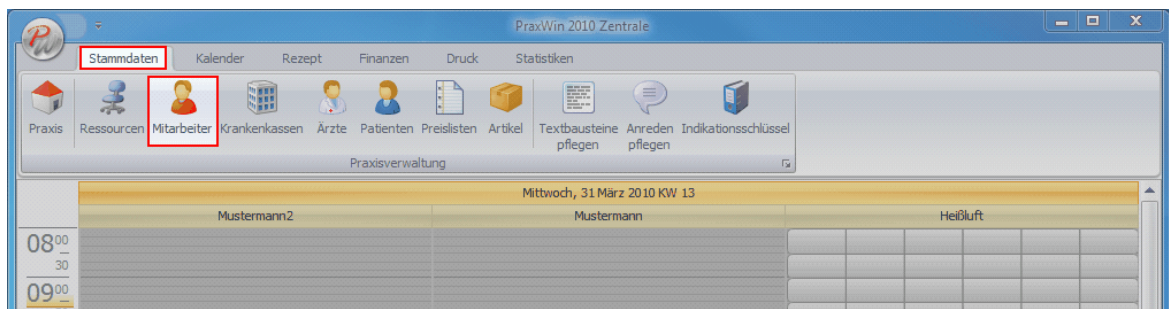 PW
PraxWin 2010 Zentrale
Stammdaten Kalender Rezept Finanzen Druck Statistiken
Praxis Ressourcen Mitarbeiter Krankenkassen Ärzte Patienten Preislisten Artikel Textbausteine pflegen Anreden pflegen Indikationsschlüssel
Praxisverwaltung
Mittwoch, 31 März 2010 KW 13
Mustermann2 Mustermann Heißluft
08 00
30
09 00